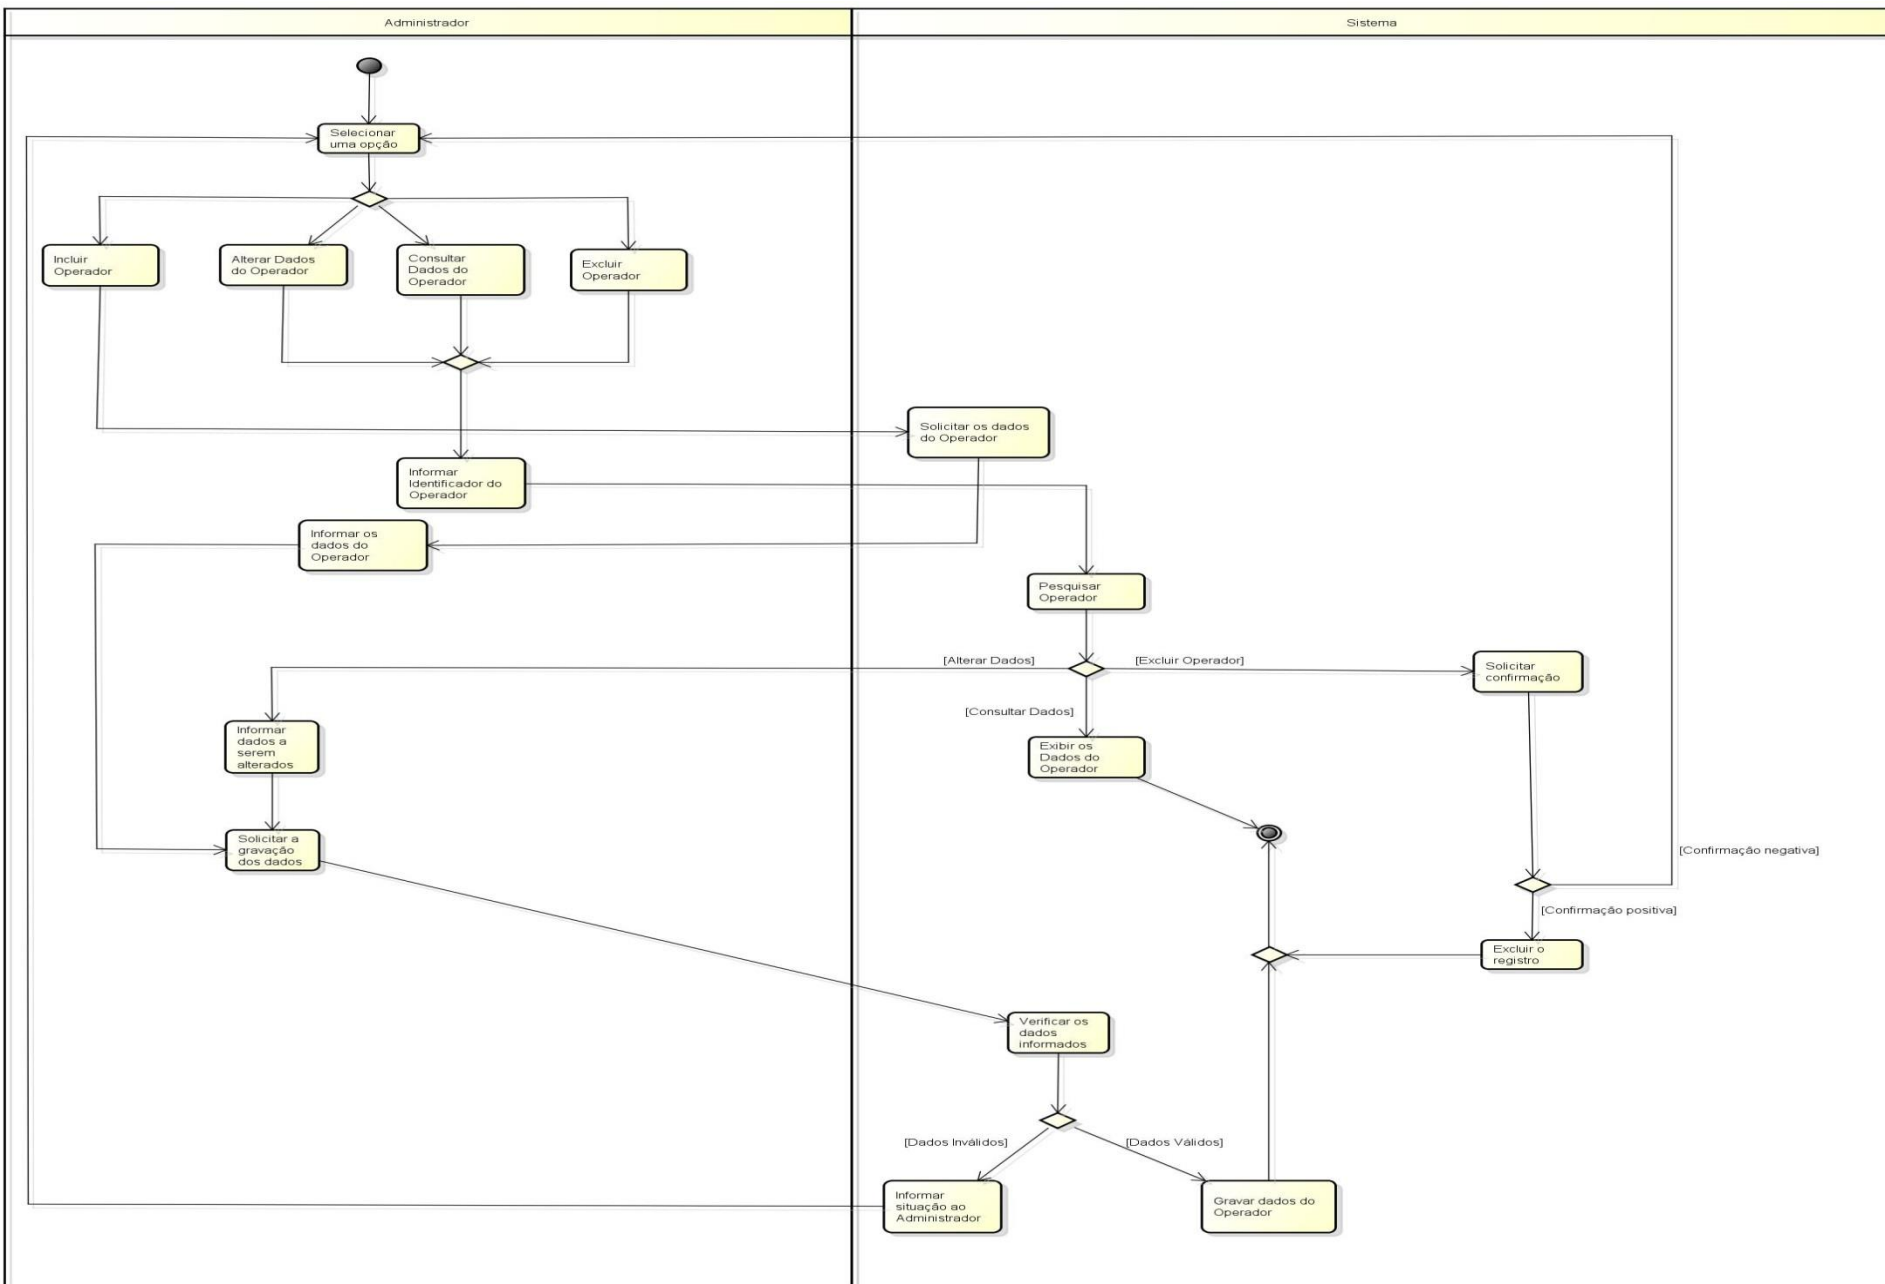 Administrador
Sistema
Selecionar
uma opção
Incluir
Operador
Alterar Dados
do Operador
Consultar
Dados do
Operador
Excluir
Operador
Solicitar os dados
do Operador
Informar
Identificador do
Operador
Informar os
dados do
Operador
Pesquisar
Operador
[Alterar Dados]
[Excluir Operador]
Solicitar
confirmação
[Consultar Dados]
Informar
dados a
serem
alterados
Exibir os
Dados do
Operador
Solicitar a
gravação
dos dados
[Confirmação negativa]
[Confirmação positiva]
Excluir o
registro
Verificar os
dados
informados
[Dados Inválidos]
[Dados Válidos]
Informar
situação ao
Administrador
Gravar dados do
Operador